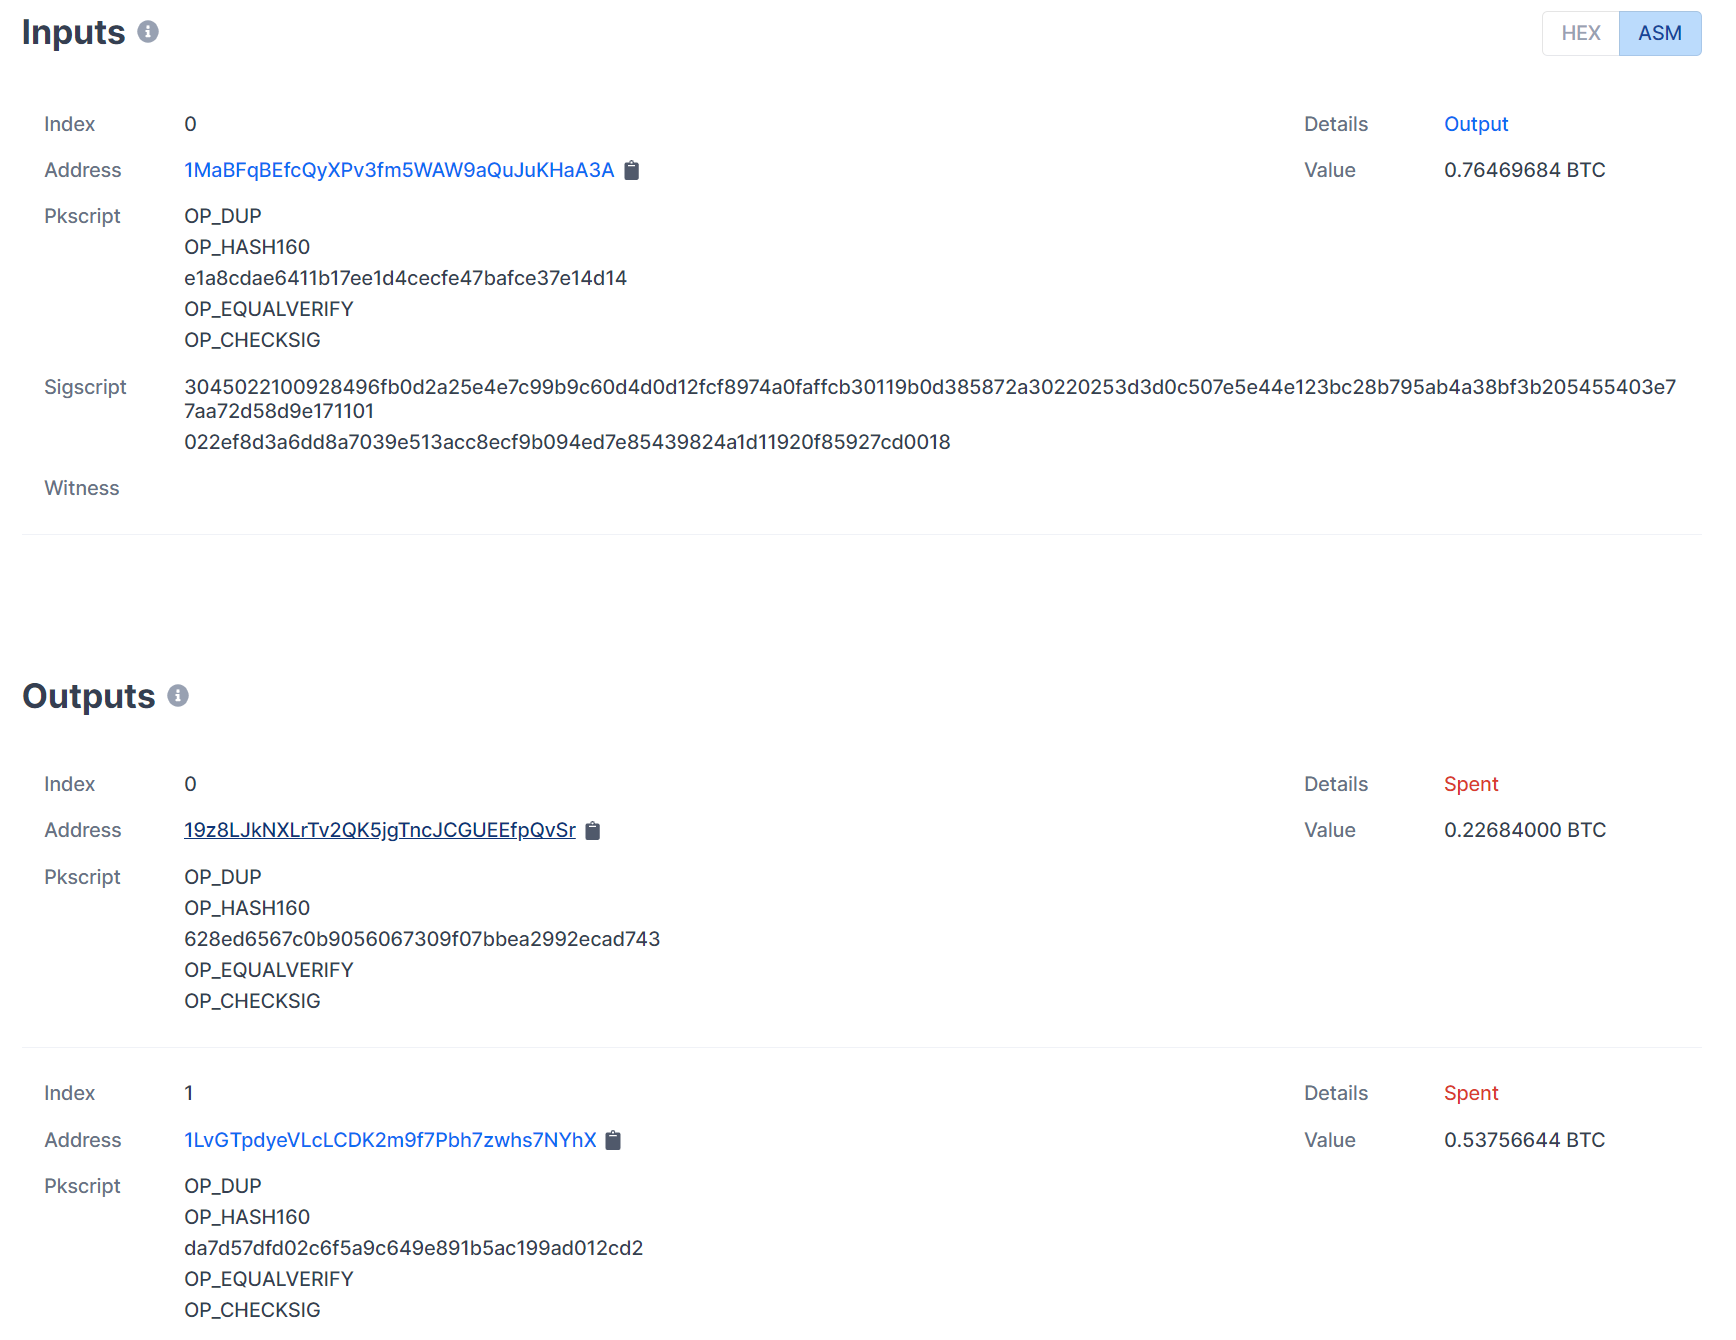 Inputs
HEX ASM
Index 0 Details Output
Address 1MaBFqBEfcQyXPv3fm5WAW9aQuJuKHaA3A Value 0.76469684 BTC
Pkscript OP_DUP
OP_HASH160
e1a8cdae6411b17ee1d4cecfe47bafce37e14d14
OP_EQUALVERIFY
OP_CHECKSIG
Sigscript 3045022100928496fb0d2a25e4e7c99b9c60d4d0d12fcf8974a0faffcb30119b0d385872a30220253d3d0c507e5e44e123bc28b795ab4a38bf3b205455403e7
7aa72d58d9e171101
022ef8d3a6dd8a7039e513acc8ecf9b094ed7e85439824a1d11920f85927cd0018
Witness
Outputs
Index 0 Details Spent
Address 19z8LJkNXLrTv2QK5jgTncJCGUEEfpQvSr Value 0.22684000 BTC
Pkscript OP_DUP
OP_HASH160
628ed6567c0b9056067309f07bbea2992ecad743
OP_EQUALVERIFY
OP_CHECKSIG
Index 1 Details Spent
Address 1LvGTpdyeVLcLCDK2m9f7Pbh7zwhs7NYhX Value 0.53756644 BTC
Pkscript OP_DUP
OP_HASH160
da7d57dfd02c6f5a9c649e891b5ac199ad012cd2
OP_EQUALVERIFY
OP_CHECKSIG